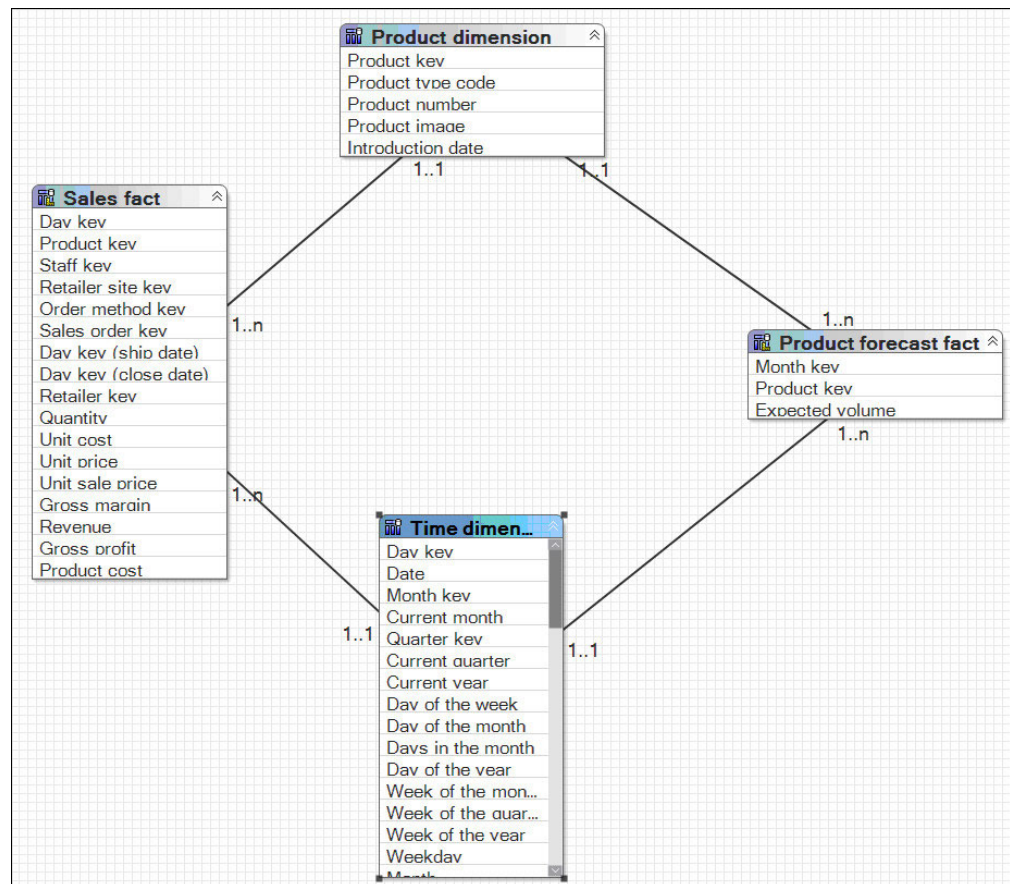 Product dimension
Product key
Product type code
Product number
Product image
Introduction date
1..1
1..1
Sales fact
Day key
Product key
Staff key
Retailer site key
Order method key
Sales order key
Day key (ship date)
Day key (close date)
Retailer key
Quantity
Unit cost
Unit price
Unit sale price
Gross margin
Revenue
Gross profit
Product cost
1..n
1..n
1..n
Product forecast fact
Month key
Product key
Expected volume
1..n
Time dimen...
Day key
Date
Month key
Current month
Quarter key
Current quarter
Current year
Day of the week
Day of the month
Days in the month
Day of the year
Week of the mon...
Week of the quar...
Week of the year
Weekday
Month
1..1
1..1